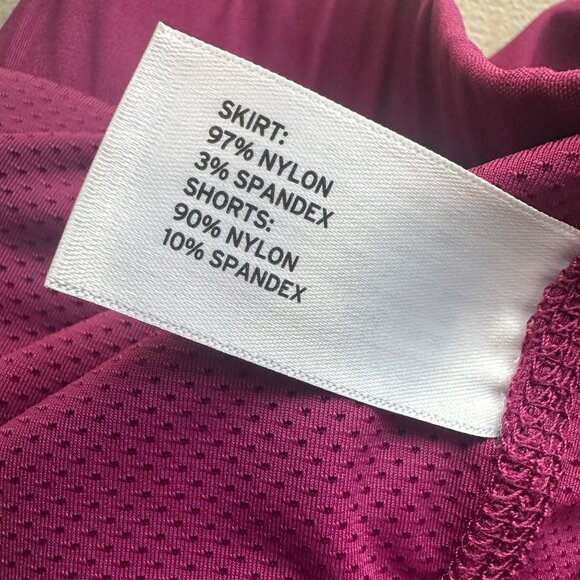 SKIRT:
97% NYLON
3% SPANDEX
SHORTS:
90% NYLON
10% SPANDEX